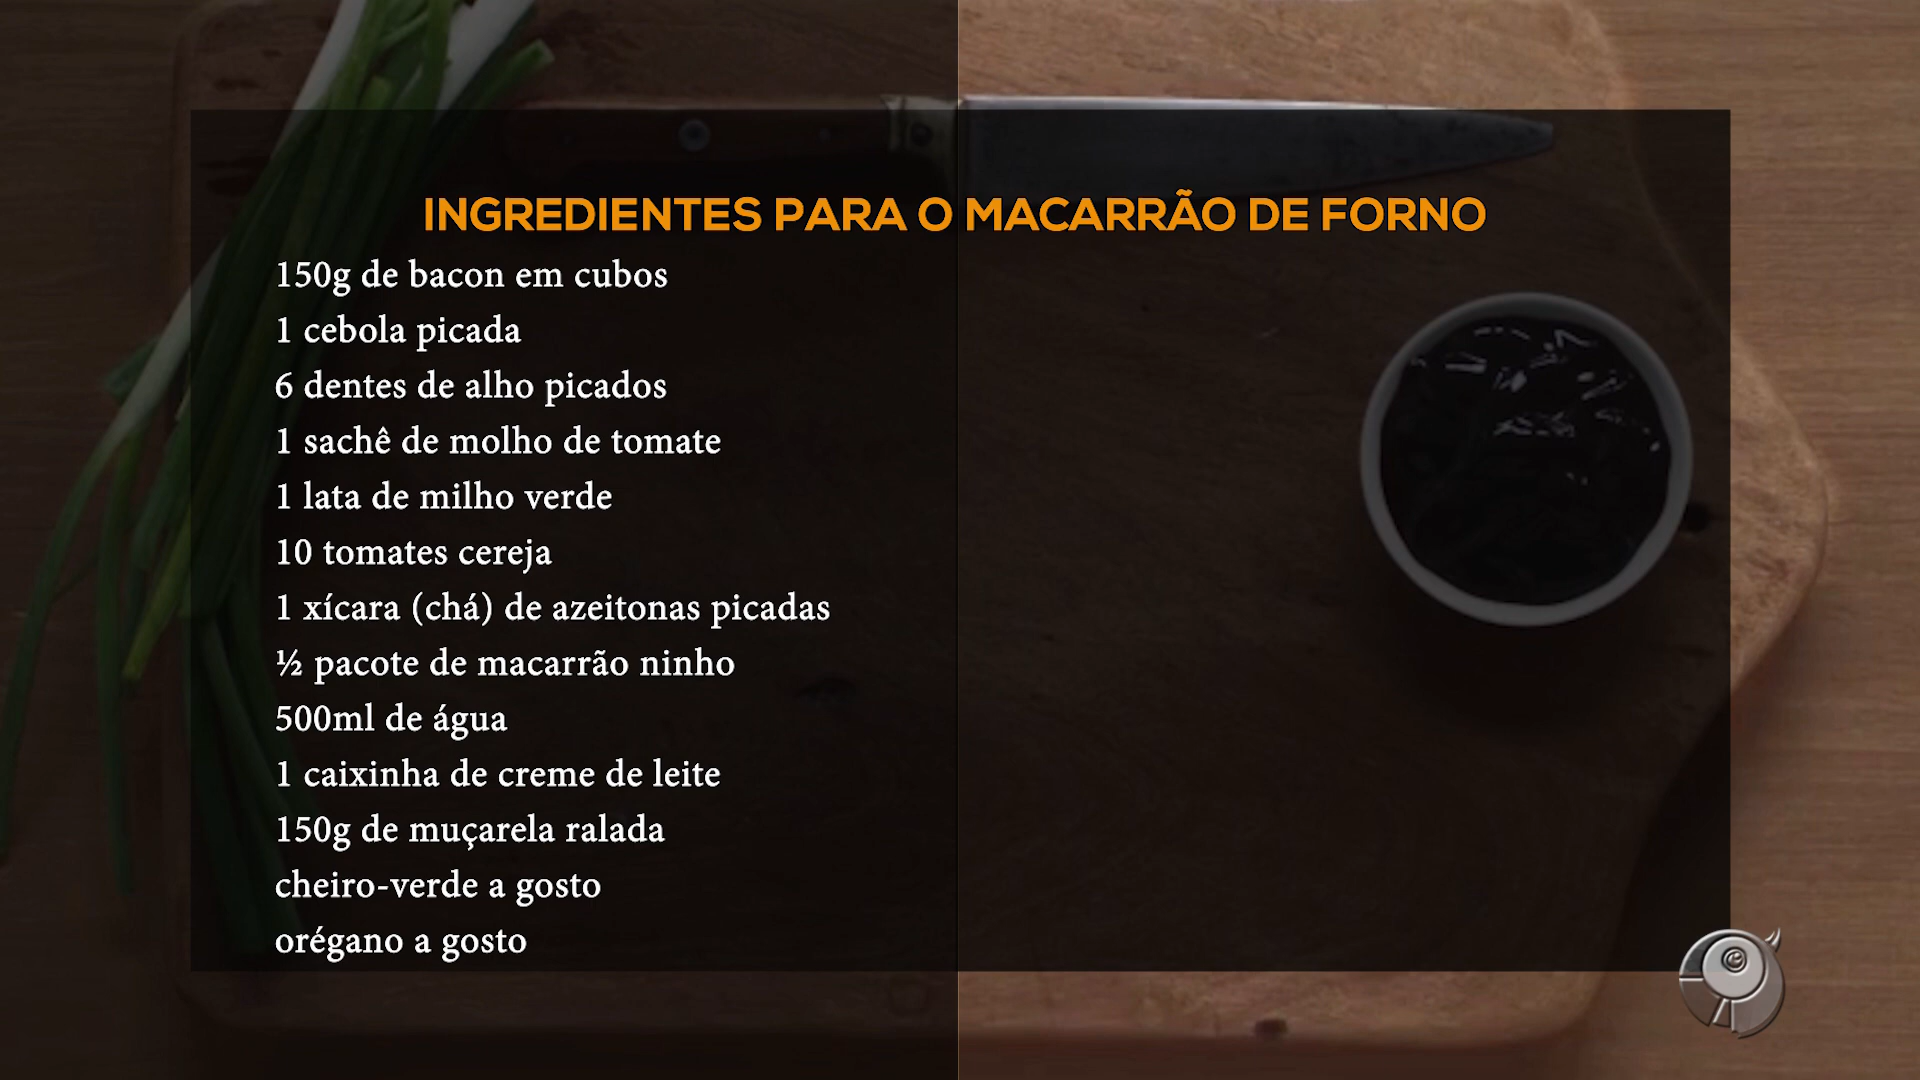 INGREDIENTES PARA O MACARRÃO DE FORNO
150g de bacon em cubos
1 cebola picada
6 dentes de alho picados
1 sachê de molho de tomate
1 lata de milho verde
10 tomates cereja
1 xícara (chá) de azeitonas picadas
½ pacote de macarrão ninho
500ml de água
1 caixinha de creme de leite
150g de muçarela ralada
cheiro-verde a gosto
orégano a gosto